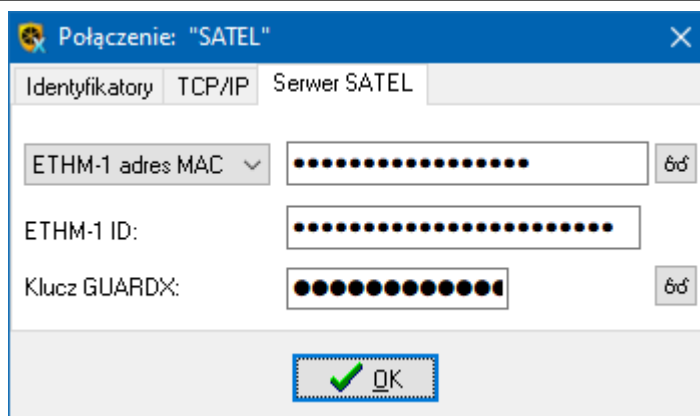 Połączenie: "SATEL"
Identyfikatory TCP/IP Serwer SATEL
ETHM-1 adres MAC
ETHM-1 ID:
Klucz GUARDX:
OK